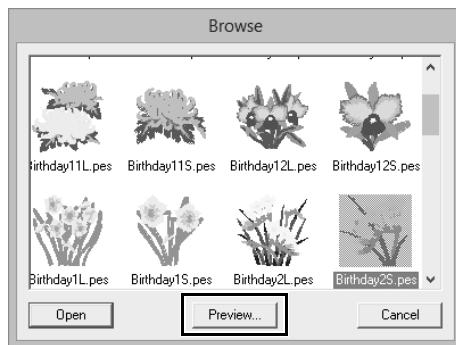 Browse
Birthday11L.pes Birthday11S.pes Birthday12L.pes Birthday12S.pes
Birthday1L.pes Birthday1S.pes Birthday2L.pes Birthday2S.pes
Open Preview... Cancel